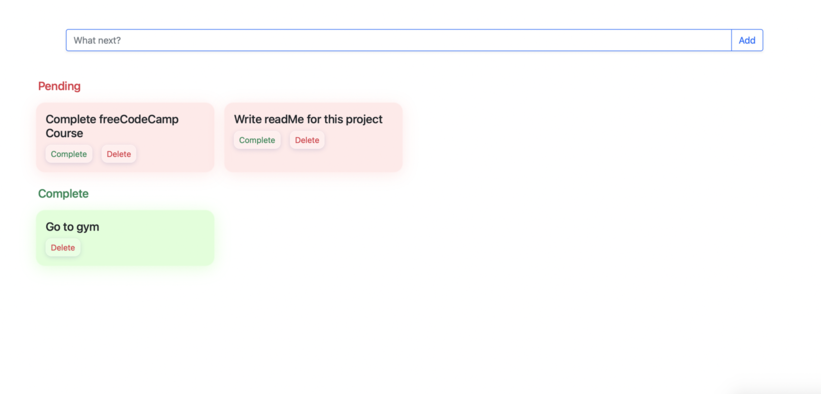 What next?
Add
Pending
Complete freeCodeCamp
Course
Complete Delete
Write readMe for this project
Complete Delete
Complete
Go to gym
Delete